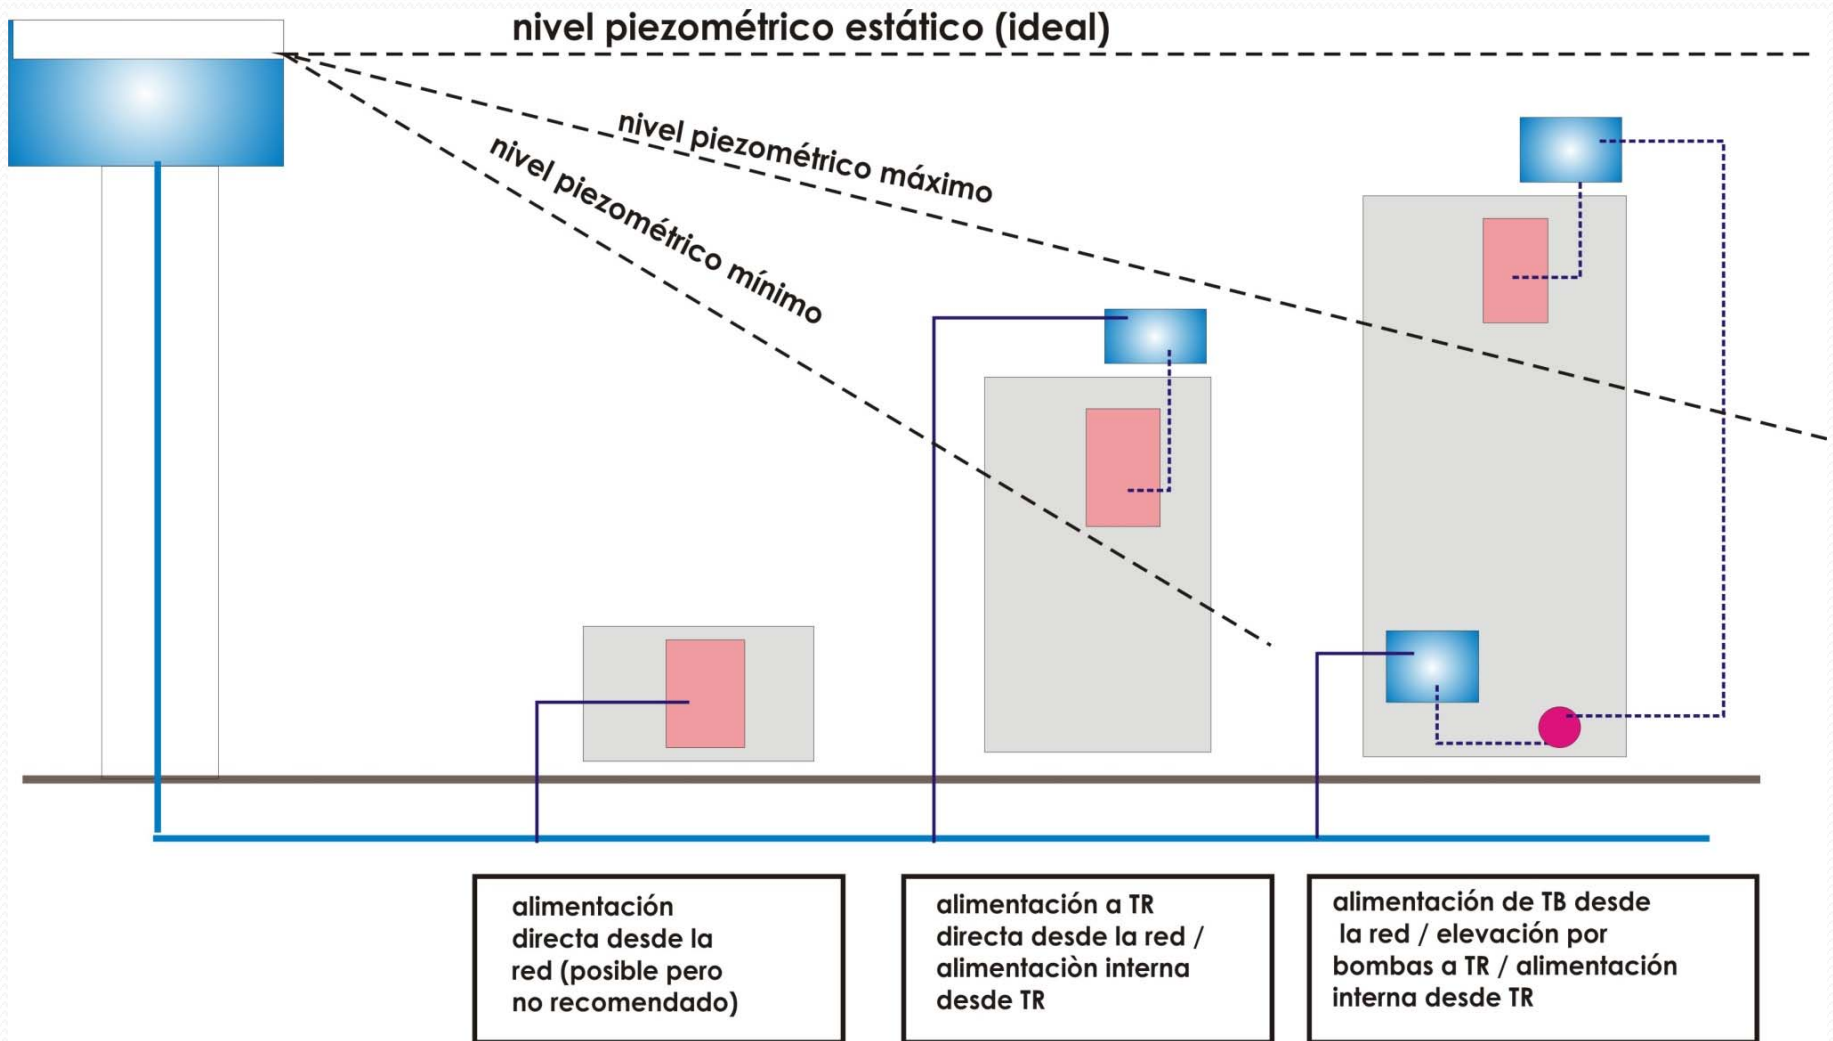 nivel piezométrico estático (ideal)
nivel piezométrico máximo
nivel piezométrico mínimo
alimentación
directa desde la
red (posible pero
no recomendado)
alimentación a TR
directa desde la red /
alimentaciòn interna
desde TR
alimentación de TB desde
la red / elevación por
bombas a TR / alimentación
interna desde TR